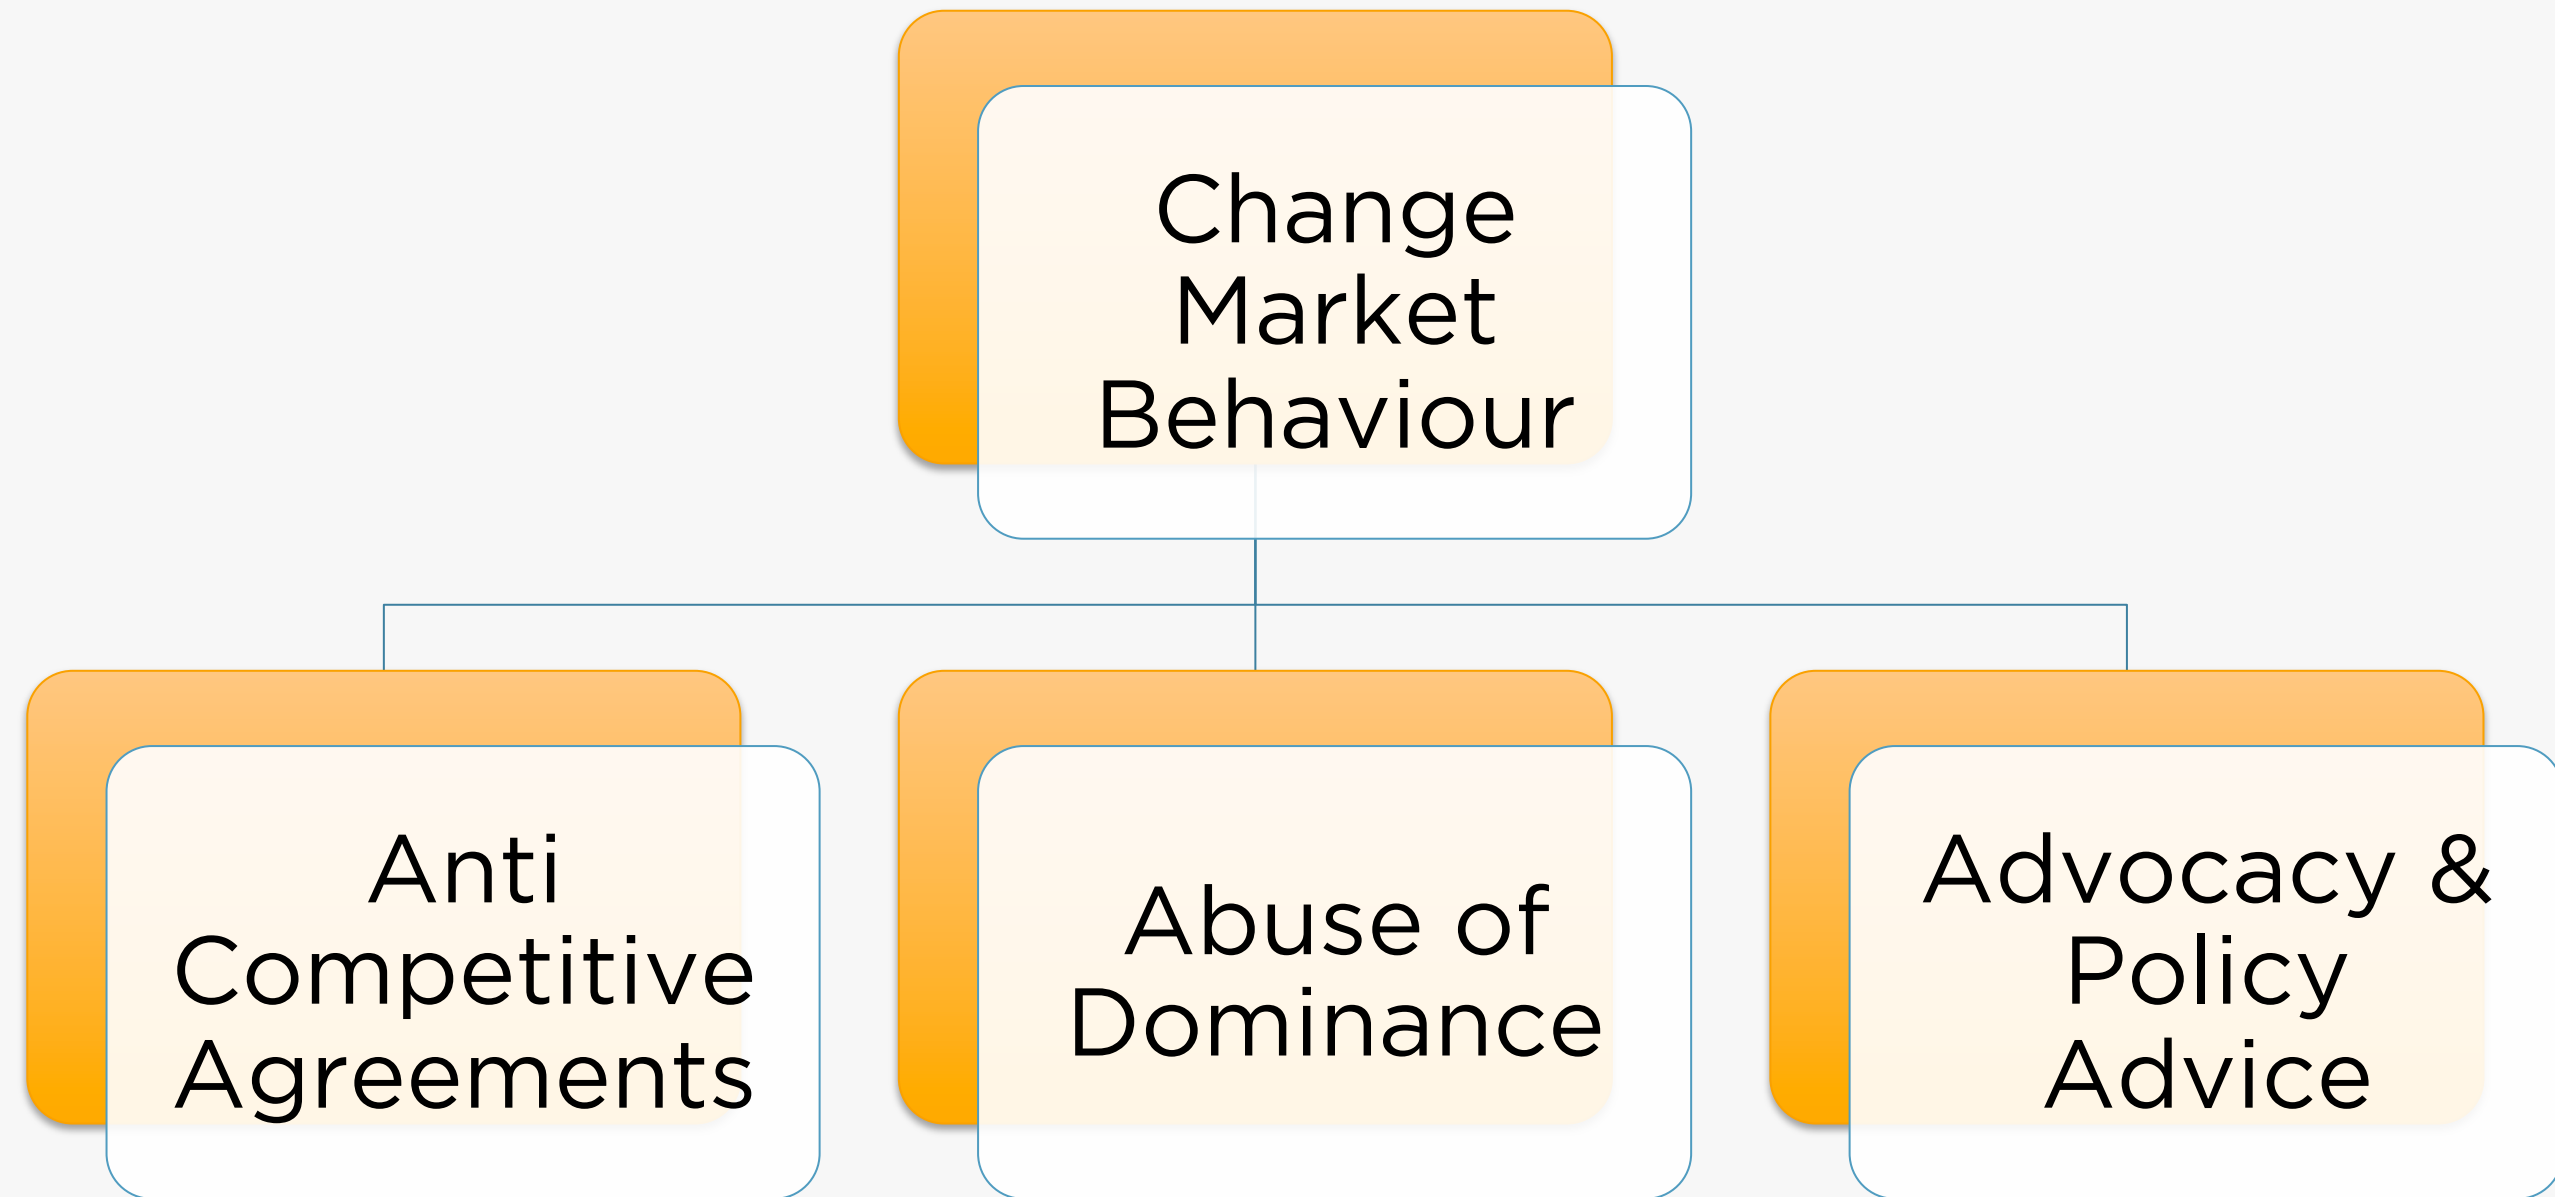 Change
Market
Behaviour
Anti
Competitive
Agreements
Abuse of
Dominance
Advocacy &
Policy
Advice